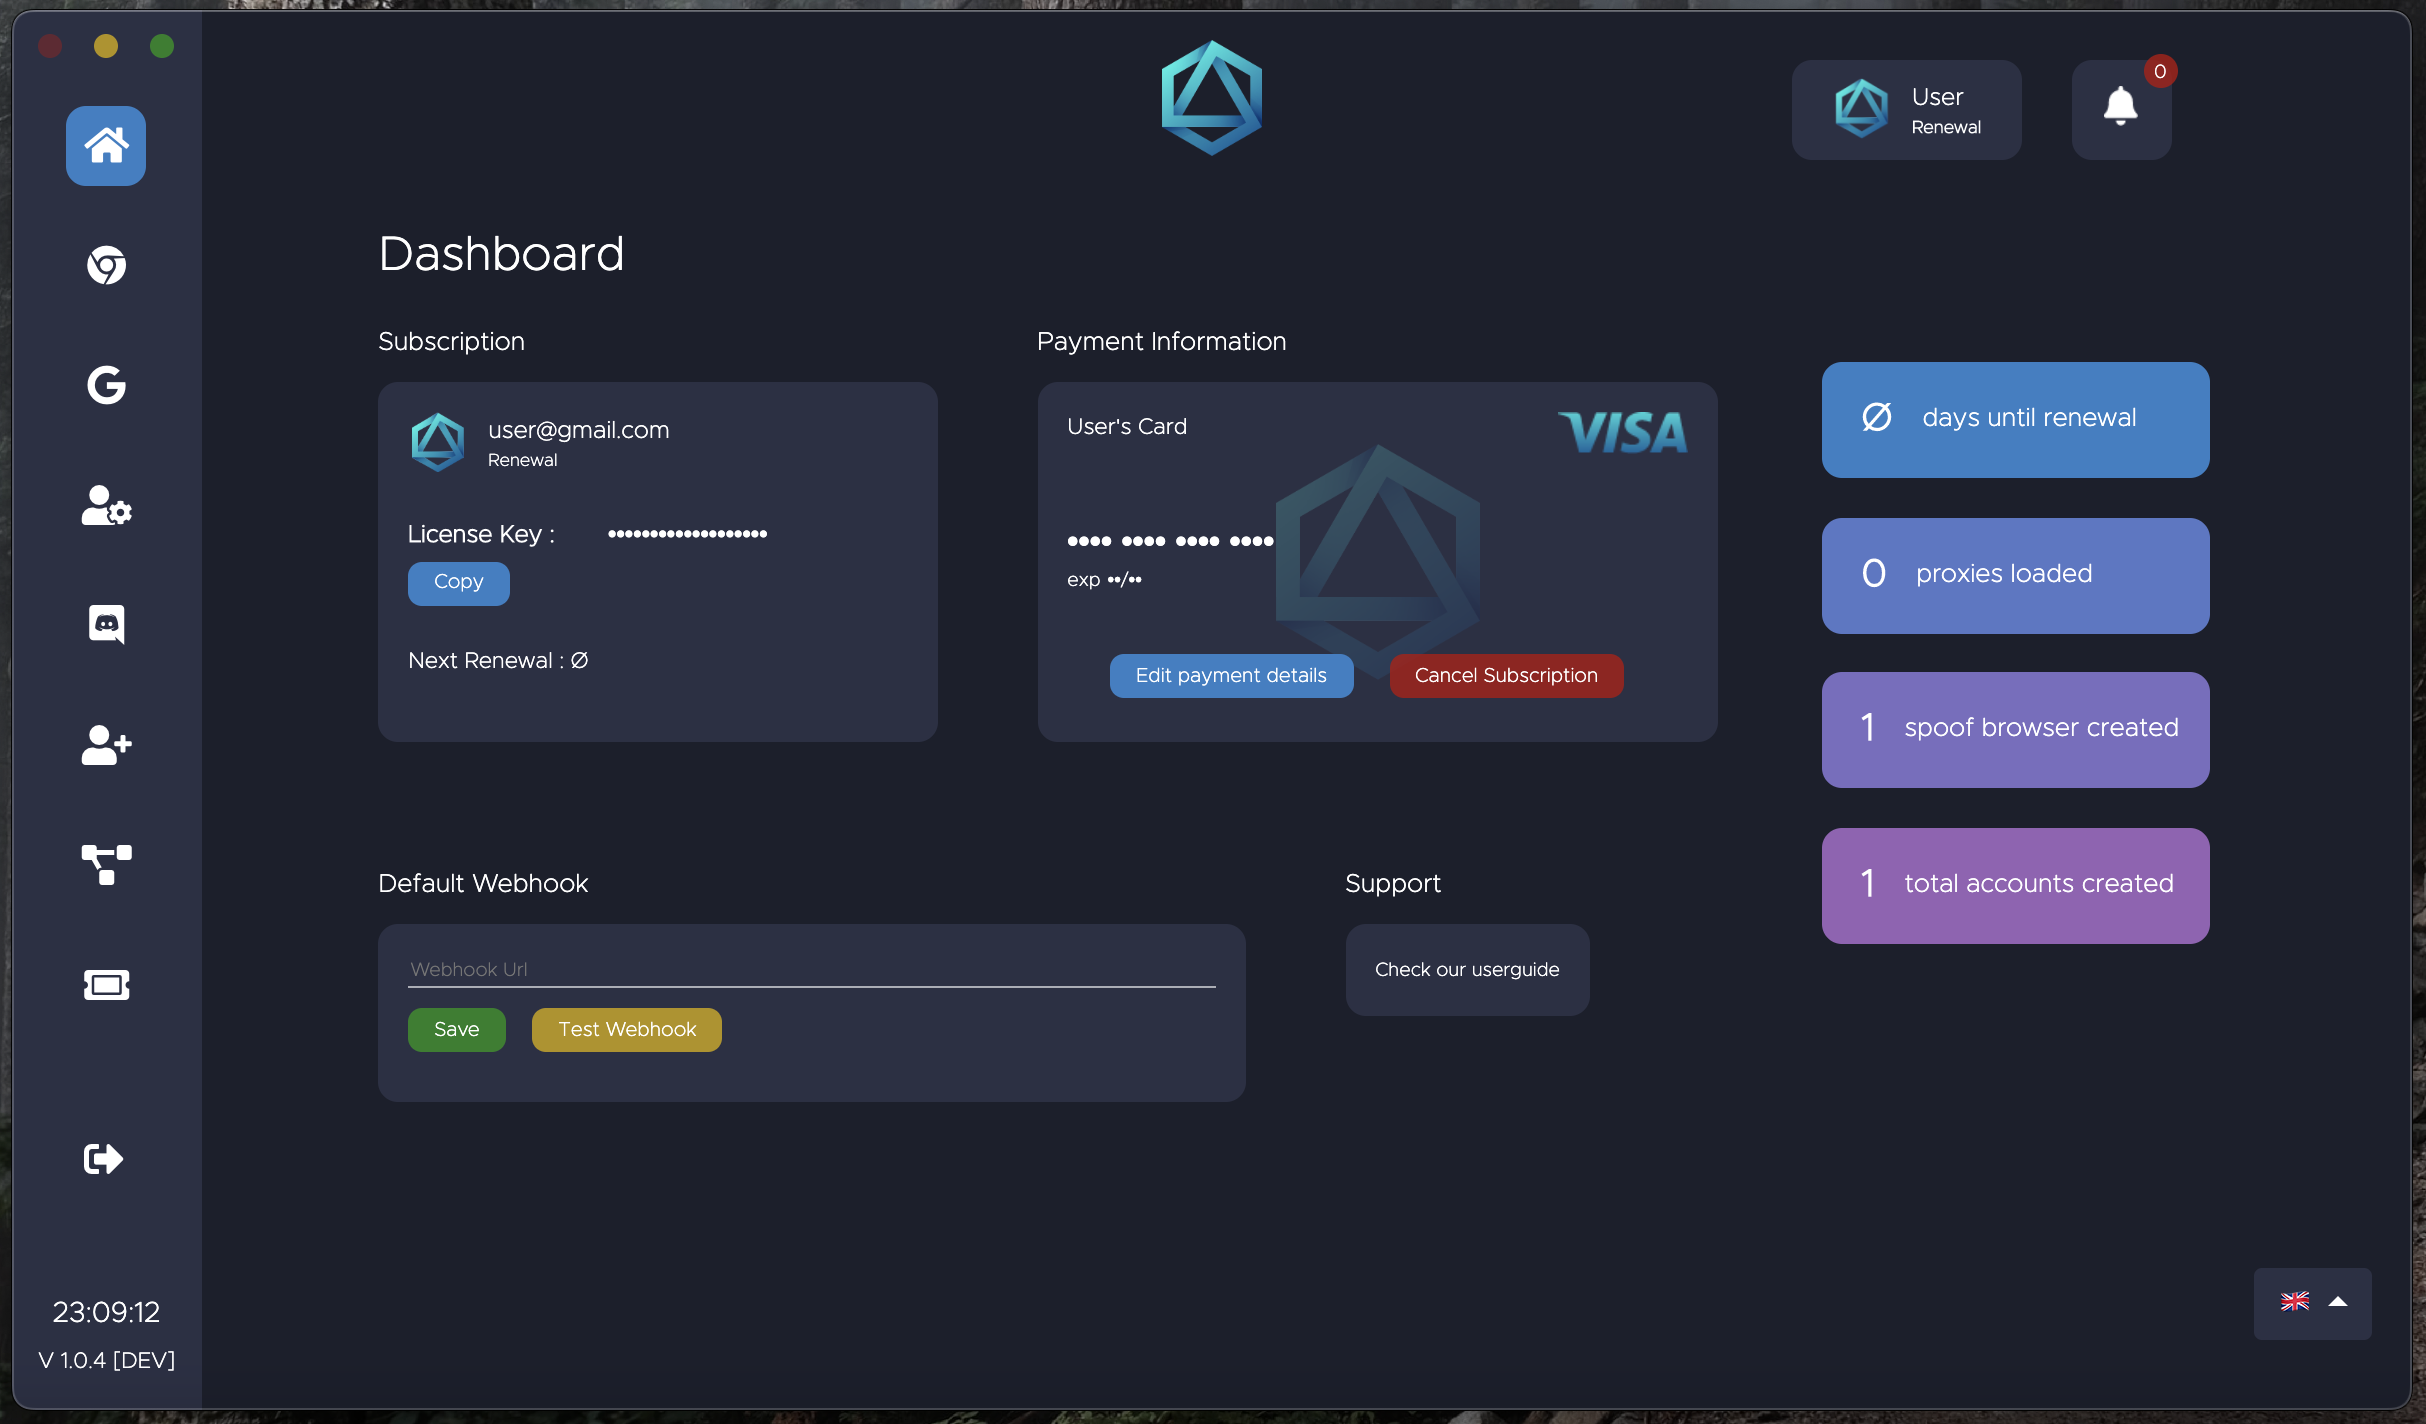 User
Renewal
0
Dashboard
Subscription
user@gmail.com
Renewal
License Key : ••••••••••••••••••
Copy
Next Renewal : Ø
Payment Information
User's Card
VISA
•••• •••• •••• ••••
exp ••/••
Edit payment details
Cancel Subscription
Ø days until renewal
0 proxies loaded
1 spoof browser created
1 total accounts created
Default Webhook
Webhook Url
Save
Test Webhook
Support
Check our userguide
23:09:12
V 1.0.4 [DEV]